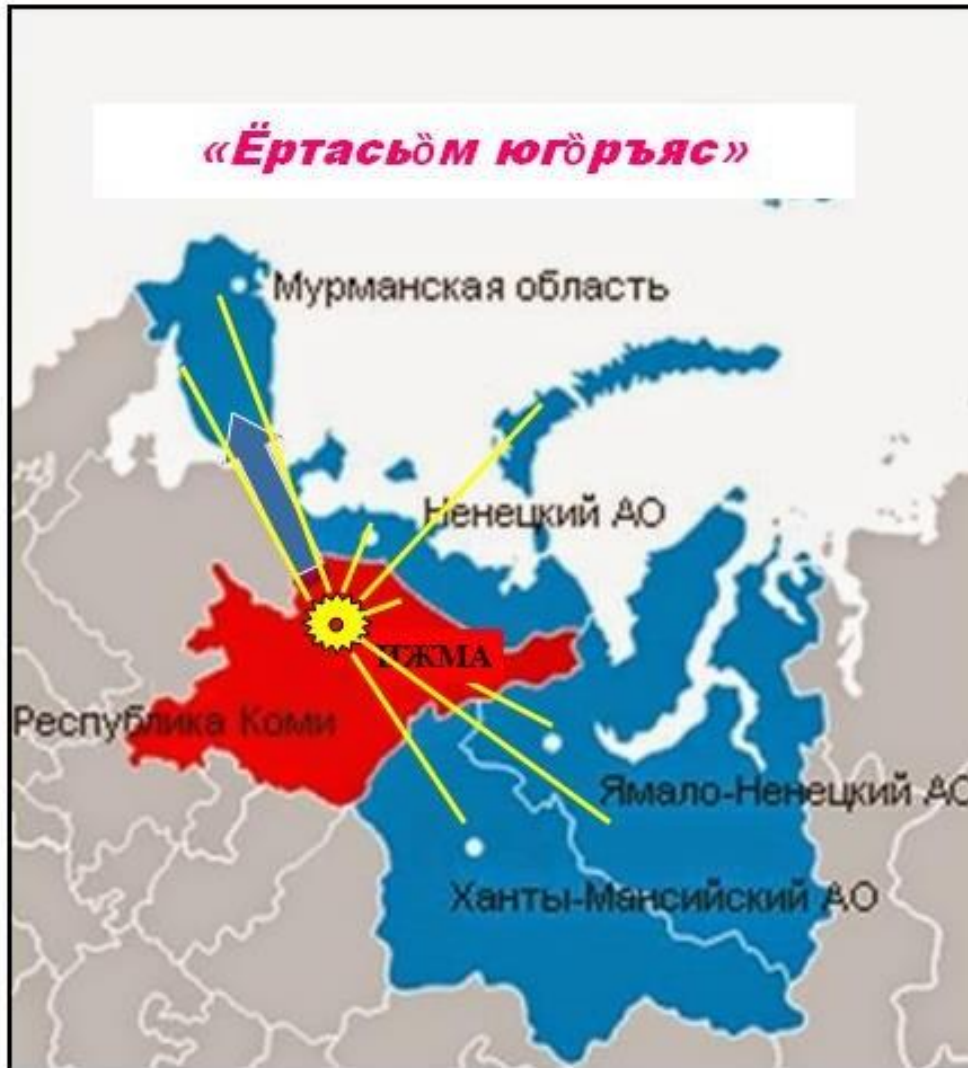 «Ёртасьӧм югӧръяс»
Мурманская область
Ненецкий АО
ИЖМА
Республика Коми
Ямало-Ненецкий АО
Ханты-Мансийский АО